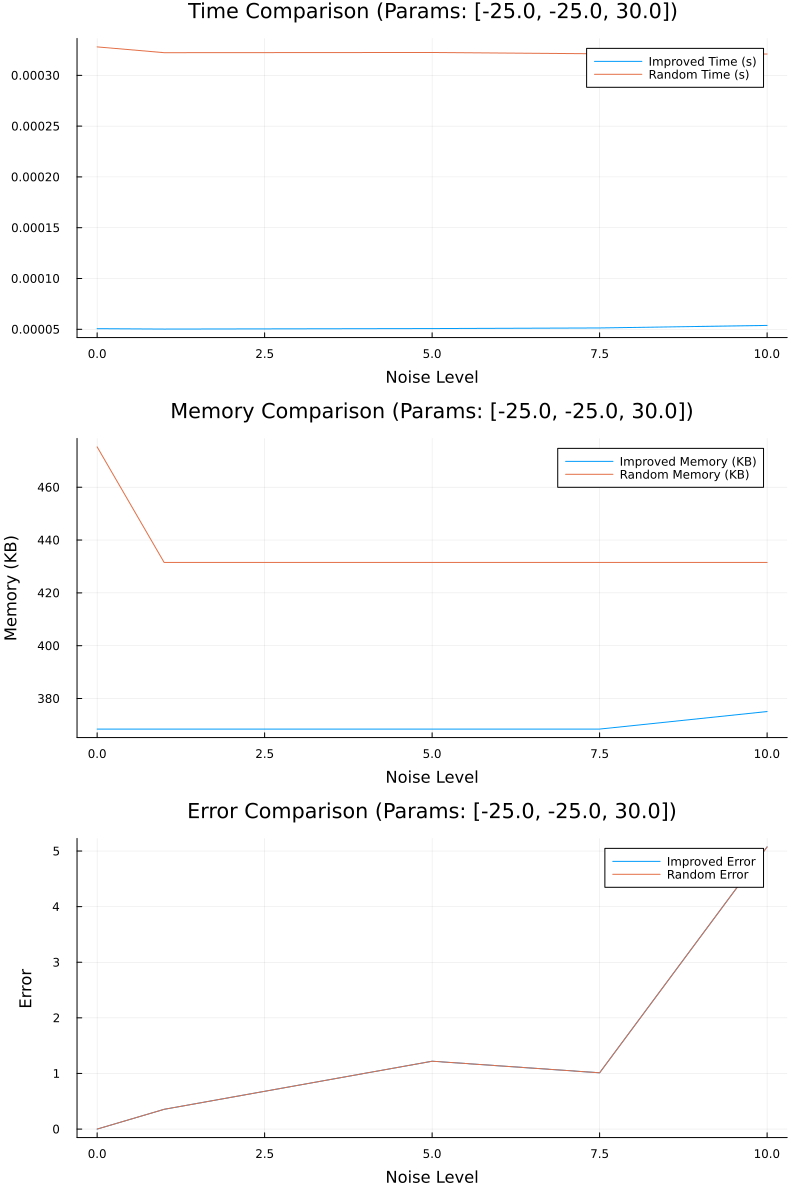 Time Comparison (Params: [-25.0, -25.0, 30.0])
Improved Time (s)
Random Time (s)
0.00030
0.00025
0.00020
0.00015
0.00010
0.00005
0.0 2.5 5.0 7.5 10.0
Noise Level
Memory Comparison (Params: [-25.0, -25.0, 30.0])
Improved Memory (KB)
Random Memory (KB)
Memory (KB)
460
440
420
400
380
0.0 2.5 5.0 7.5 10.0
Noise Level
Error Comparison (Params: [-25.0, -25.0, 30.0])
Improved Error
Random Error
Error
5
4
3
2
1
0
0.0 2.5 5.0 7.5 10.0
Noise Level